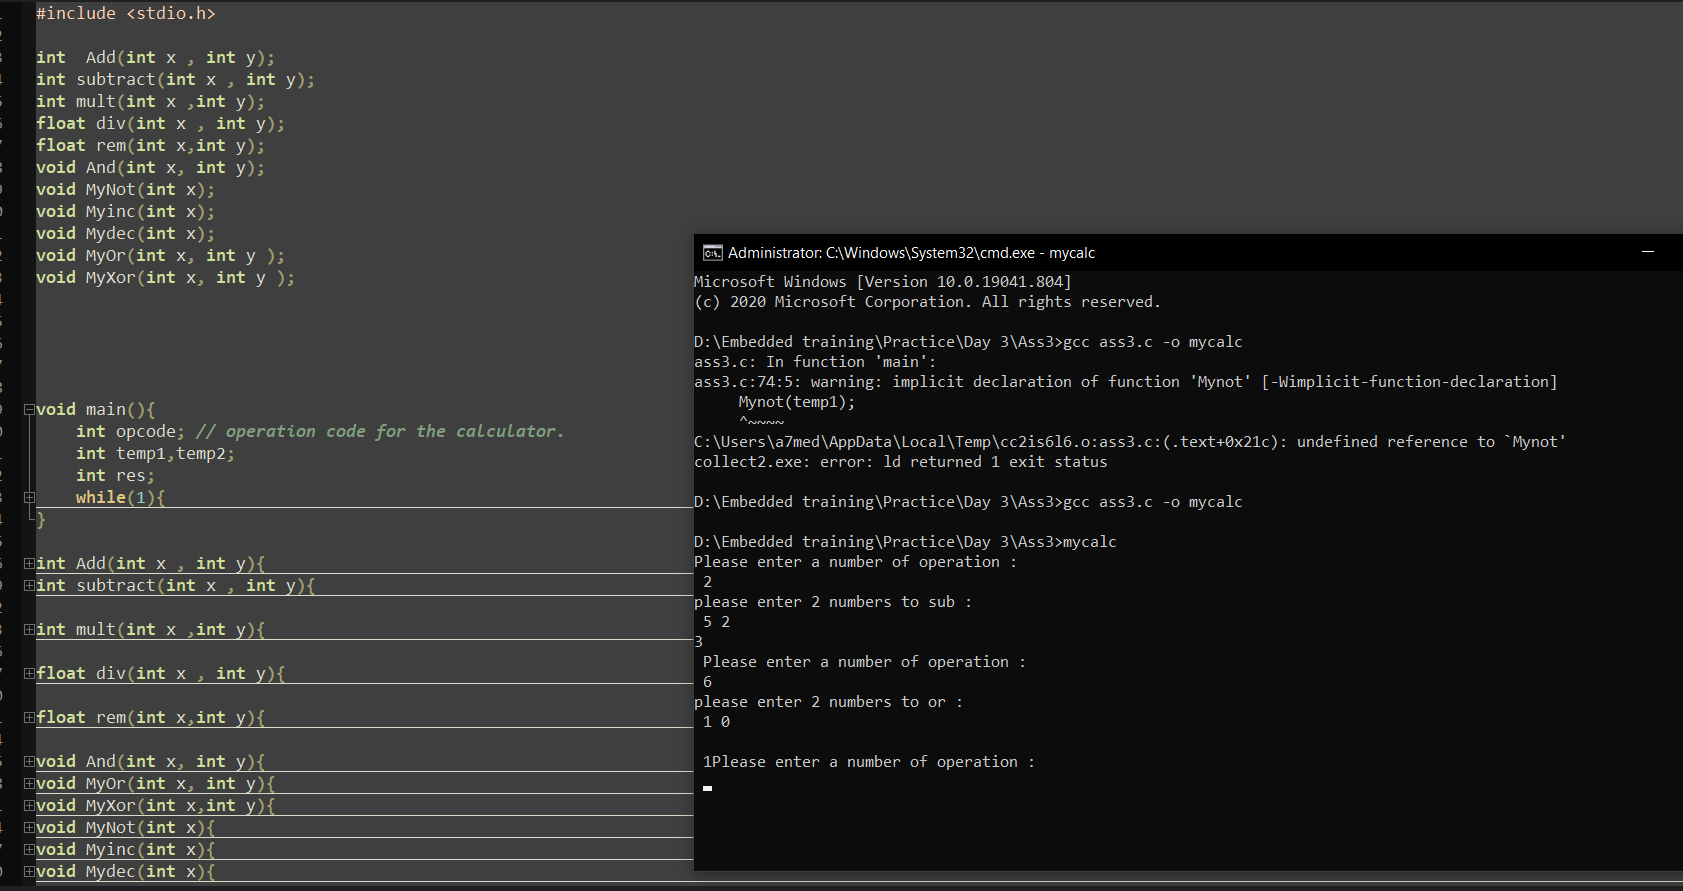 #include <stdio.h>
int  Add(int x , int y);
int subtract(int x , int y);
int mult(int x ,int y);
float div(int x , int y);
float rem(int x,int y);
void And(int x, int y);
void MyNot(int x);
void Myinc(int x);
void Mydec(int x);
void MyOr(int x, int y );
void MyXor(int x, int y );
void main(){
int opcode; // operation code for the calculator.
int temp1,temp2;
int res;
while(1){
}
int Add(int x , int y){
int subtract(int x , int y){
int mult(int x ,int y){
float div(int x , int y){
float rem(int x,int y){
void And(int x, int y){
void MyOr(int x, int y){
void MyXor(int x,int y){
void MyNot(int x){
void Myinc(int x){
void Mydec(int x){
Administrator: C:\Windows\System32\cmd.exe - mycalc
Microsoft Windows [Version 10.0.19041.804]
(c) 2020 Microsoft Corporation. All rights reserved.
D:\Embedded training\Practice\Day 3\Ass3>gcc ass3.c -o mycalc
ass3.c: In function 'main':
ass3.c:74:5: warning: implicit declaration of function 'Mynot' [-Wimplicit-function-declaration]
Mynot(temp1);
^~~~~
C:\Users\a7med\AppData\Local\Temp\cc2is6l6.o:ass3.c:(.text+0x21c): undefined reference to `Mynot'
collect2.exe: error: ld returned 1 exit status
D:\Embedded training\Practice\Day 3\Ass3>gcc ass3.c -o mycalc
D:\Embedded training\Practice\Day 3\Ass3>mycalc
Please enter a number of operation :
2
please enter 2 numbers to sub :
5 2
3
Please enter a number of operation :
6
please enter 2 numbers to or :
1 0
1Please enter a number of operation :